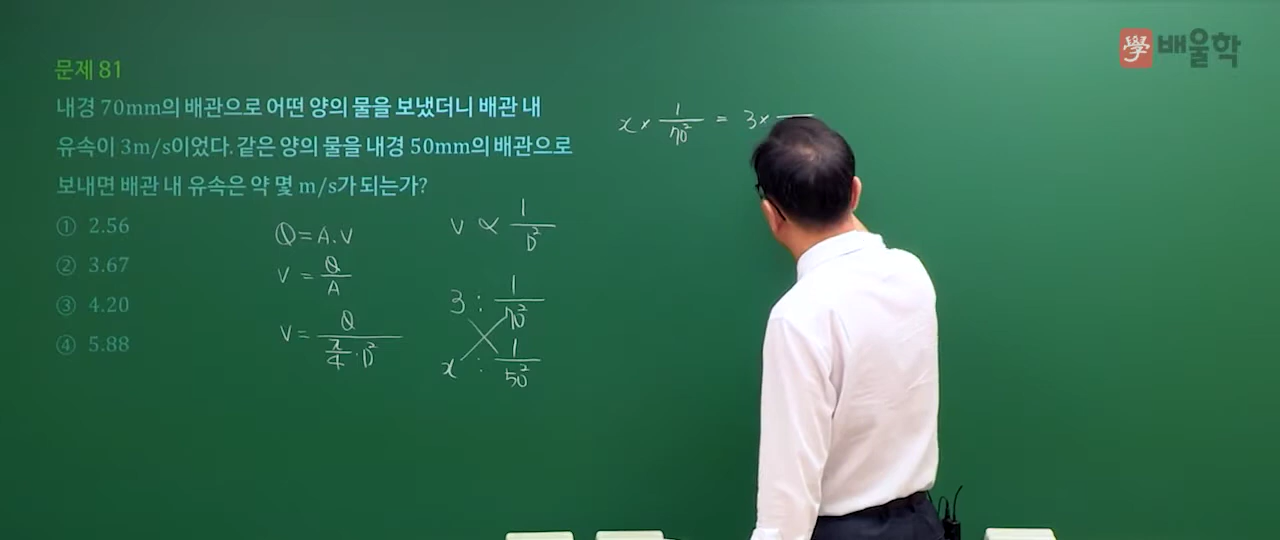 學 배울학
문제 81
내경 70mm의 배관으로 어떤 양의 물을 보냈더니 배관 내
유속이 3m/s이었다. 같은 양의 물을 내경 50mm의 배관으로
보내면 배관 내 유속은 약 몇 m/s가 되는가?
① 2.56
② 3.67
③ 4.20
④ 5.88
Q = A.V
V = Q/A
V = Q/(π/4 · D²)
V ∝ 1/D²
3 : 1/70²
x : 1/50²
x × 1/70² = 3 ×